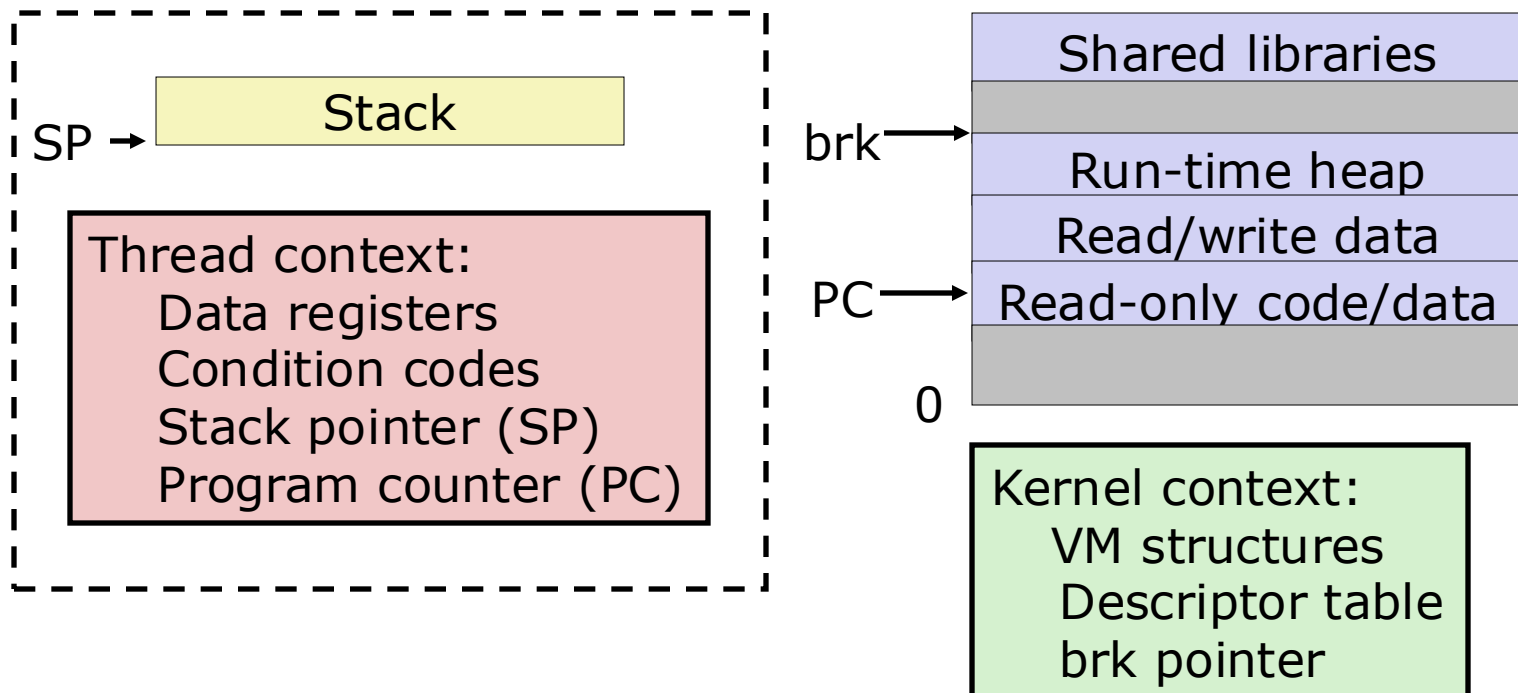 Stack
SP
Thread context:
Data registers
Condition codes
Stack pointer (SP)
Program counter (PC)
Shared libraries
brk
Run-time heap
Read/write data
PC
Read-only code/data
0
Kernel context:
VM structures
Descriptor table
brk pointer